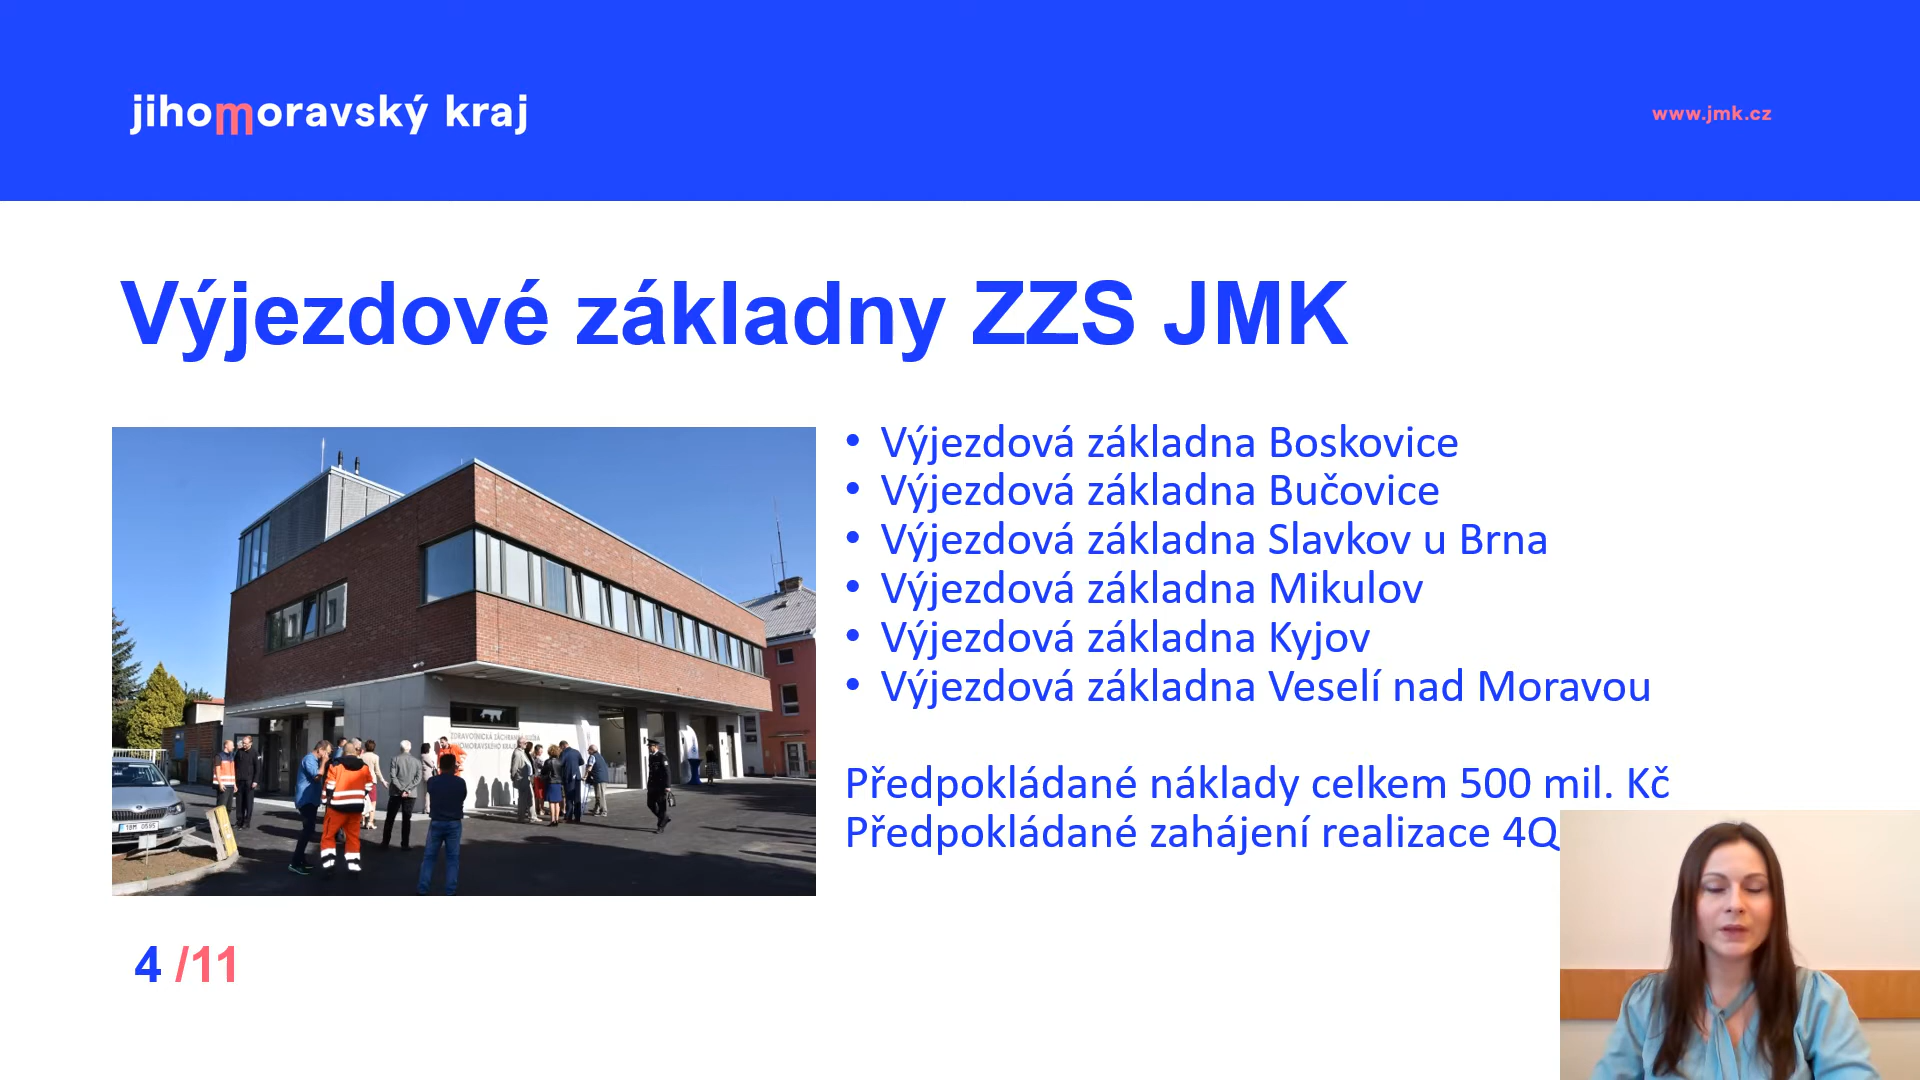 jihomoravský kraj
www.jmk.cz
Výjezdové základny ZZS JMK
• Výjezdová základna Boskovice
• Výjezdová základna Bučovice
• Výjezdová základna Slavkov u Brna
• Výjezdová základna Mikulov
• Výjezdová základna Kyjov
• Výjezdová základna Veselí nad Moravou
Předpokládané náklady celkem 500 mil. Kč
Předpokládané zahájení realizace 4Q
ZDRAVOTNICKÁ ZÁCHRANNÁ
4 /11